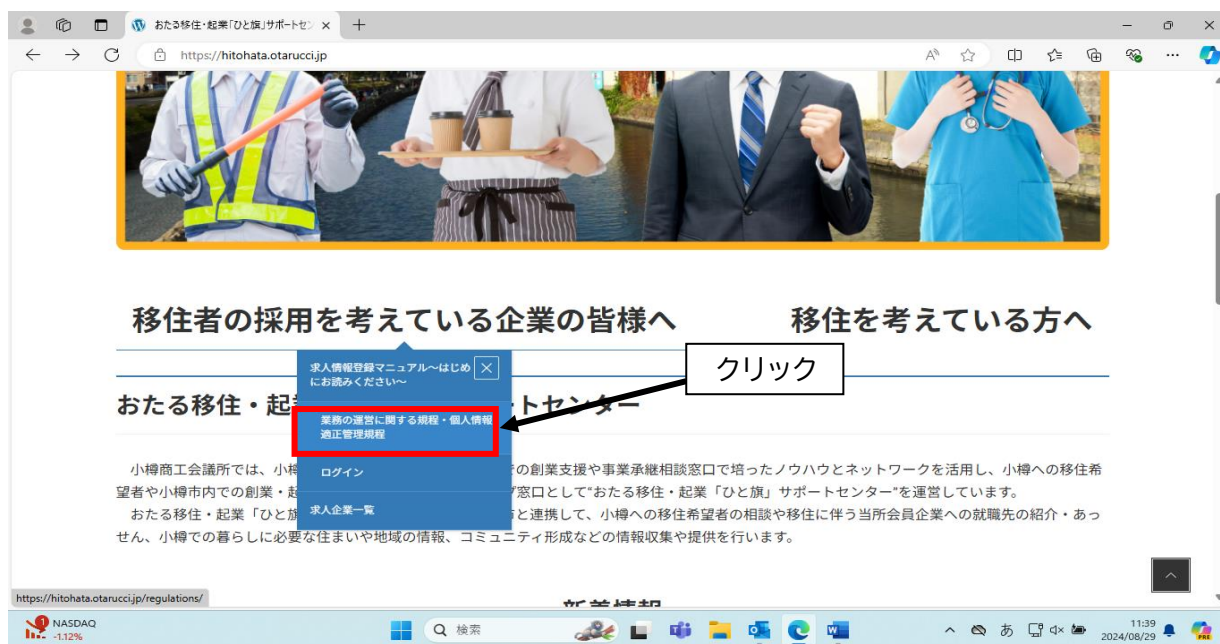 おたる移住・起業「ひと旅」サポートセン
https://hitohata.otarucci.jp
移住者の採用を考えている企業の皆様へ
移住を考えている方へ
求人情報登録マニュアル～はじめ
にお読みください～
クリック
おたる移住・起
トセンター
業務の運営に関する規程・個人情報
適正管理規程
ログイン
求人企業一覧
小樽商工会議所では、小樽
での創業支援や事業承継相談窓口で培ったノウハウとネットワークを活用し、小樽への移住希
望者や小樽市内での創業・起
窓口として“おたる移住・起業「ひと旗」サポートセンター”を運営しています。
おたる移住・起業「ひと旗
と連携して、小樽への移住希望者の相談や移住に伴う当所会員企業への就職先の紹介・あっ
せん、小樽での暮らしに必要な住まいや地域の情報、コミュニティ形成などの情報収集や提供を行います。
https://hitohata.otarucci.jp/regulations/
新着情報
1
NASDAQ
-1.12%
検索
あ
11:39
2024/08/29
PRE